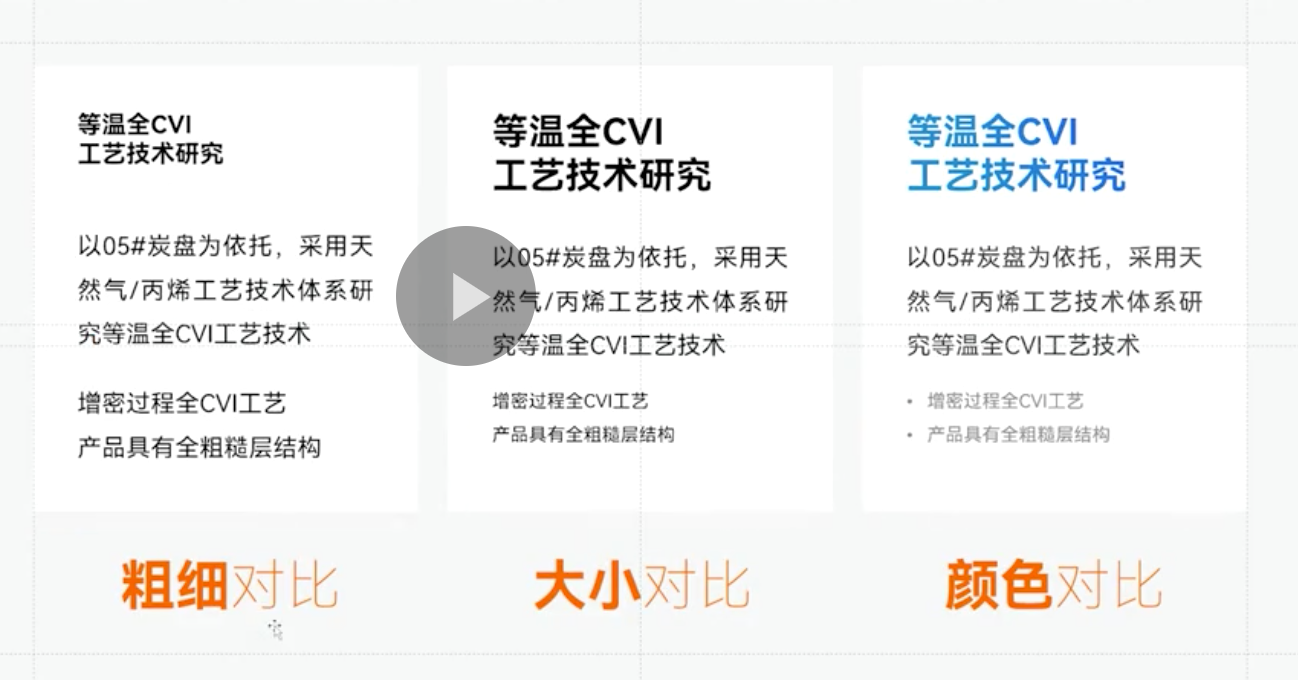 等温全CVI
工艺技术研究
以05#炭盘为依托，采用天
然气/丙烯工艺技术体系研
究等温全CVI工艺技术
增密过程全CVI工艺
产品具有全粗糙层结构
粗细对比
等温全CVI
工艺技术研究
以05#炭盘为依托，采用天
然气/丙烯工艺技术体系研
究等温全CVI工艺技术
增密过程全CVI工艺
产品具有全粗糙层结构
大小对比
等温全CVI
工艺技术研究
以05#炭盘为依托，采用天
然气/丙烯工艺技术体系研
究等温全CVI工艺技术
• 增密过程全CVI工艺
• 产品具有全粗糙层结构
颜色对比